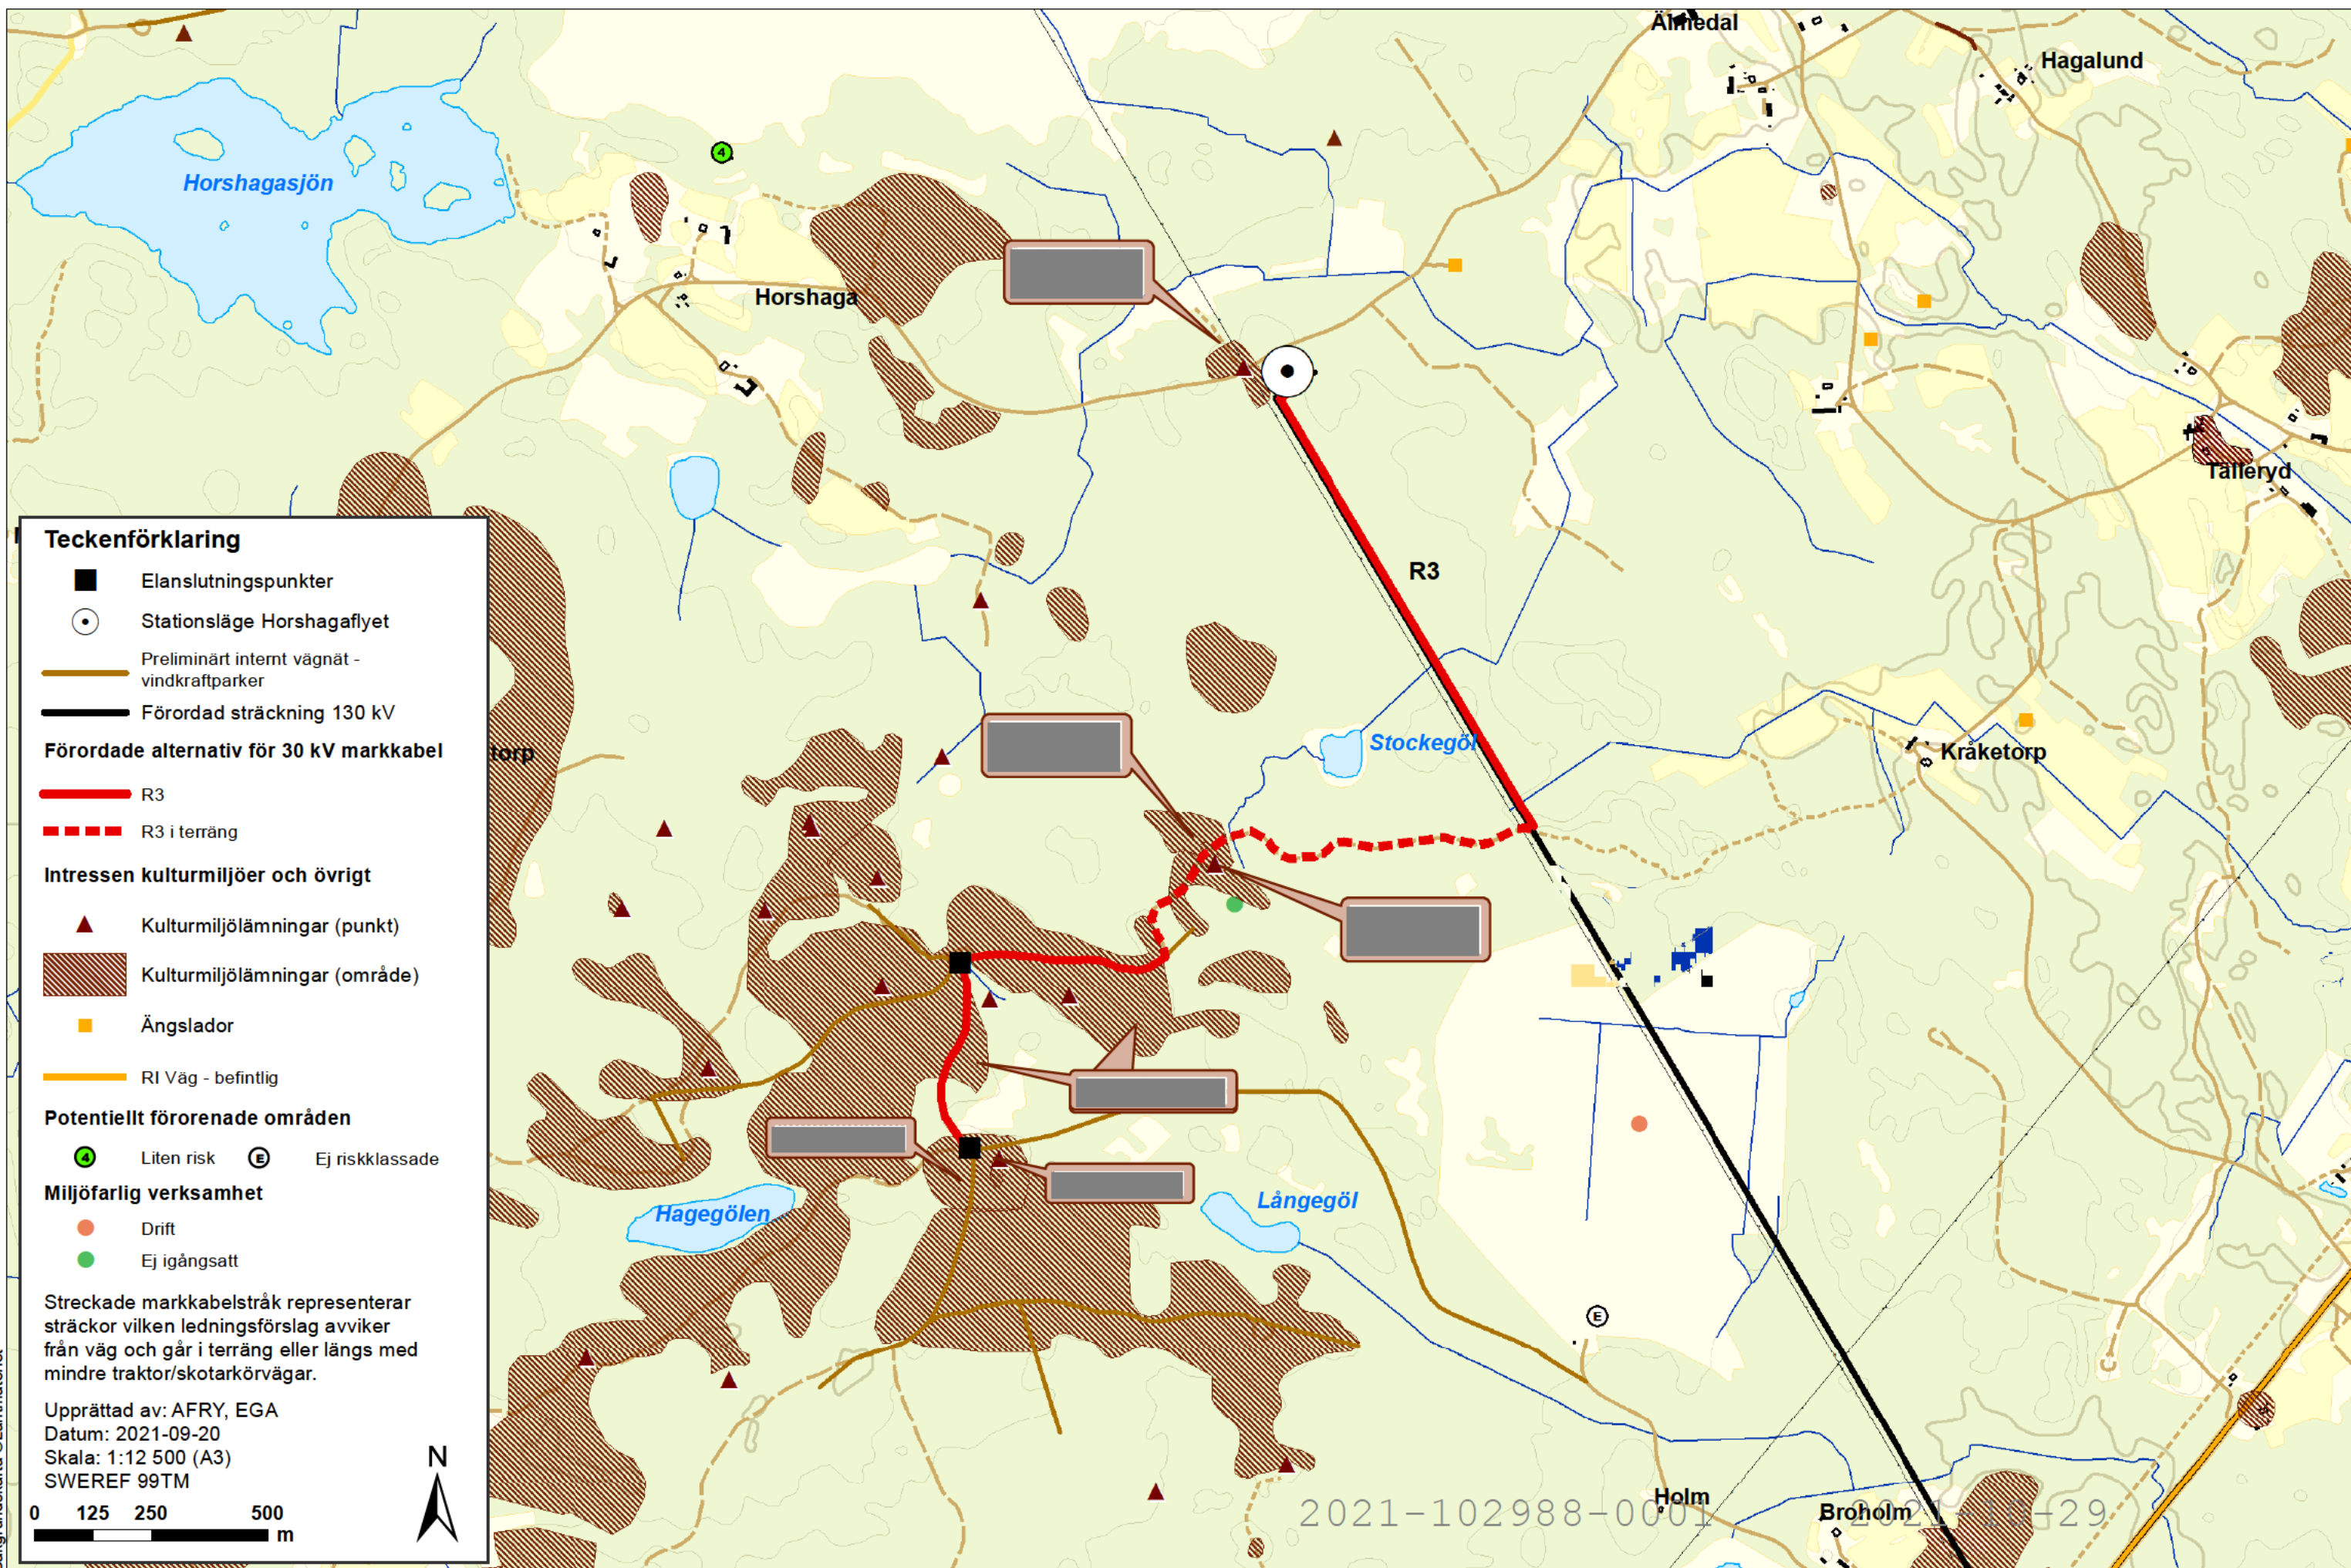 Älmedal
Hagalund
Horshagasjön
4
Horshaga
Tälleryd
R3
Stockegöl
Kråketorp
torp
Hagegölen
Långegöl
E
Holm
Broholm
2021-102988-0001
Teckenförklaring
Elanslutningspunkter
Stationsläge Horshagaflyet
Preliminärt internt vägnät -
vindkraftparker
Förordad sträckning 130 kV
Förordade alternativ för 30 kV markkabel
R3
R3 i terräng
Intressen kulturmiljöer och övrigt
Kulturmiljölämningar (punkt)
Kulturmiljölämningar (område)
Ängslador
RI Väg - befintlig
Potentiellt förorenade områden
4 Liten risk E Ej riskklassade
Miljöfarlig verksamhet
Drift
Ej igångsatt
Streckade markkabelstråk representerar
sträckor vilken ledningsförslag avviker
från väg och går i terräng eller längs med
mindre traktor/skotarkörvägar.
Upprättad av: AFRY, EGA
Datum: 2021-09-20
Skala: 1:12 500 (A3)
SWEREF 99TM
N
0 125 250 500
m
2021-10-29